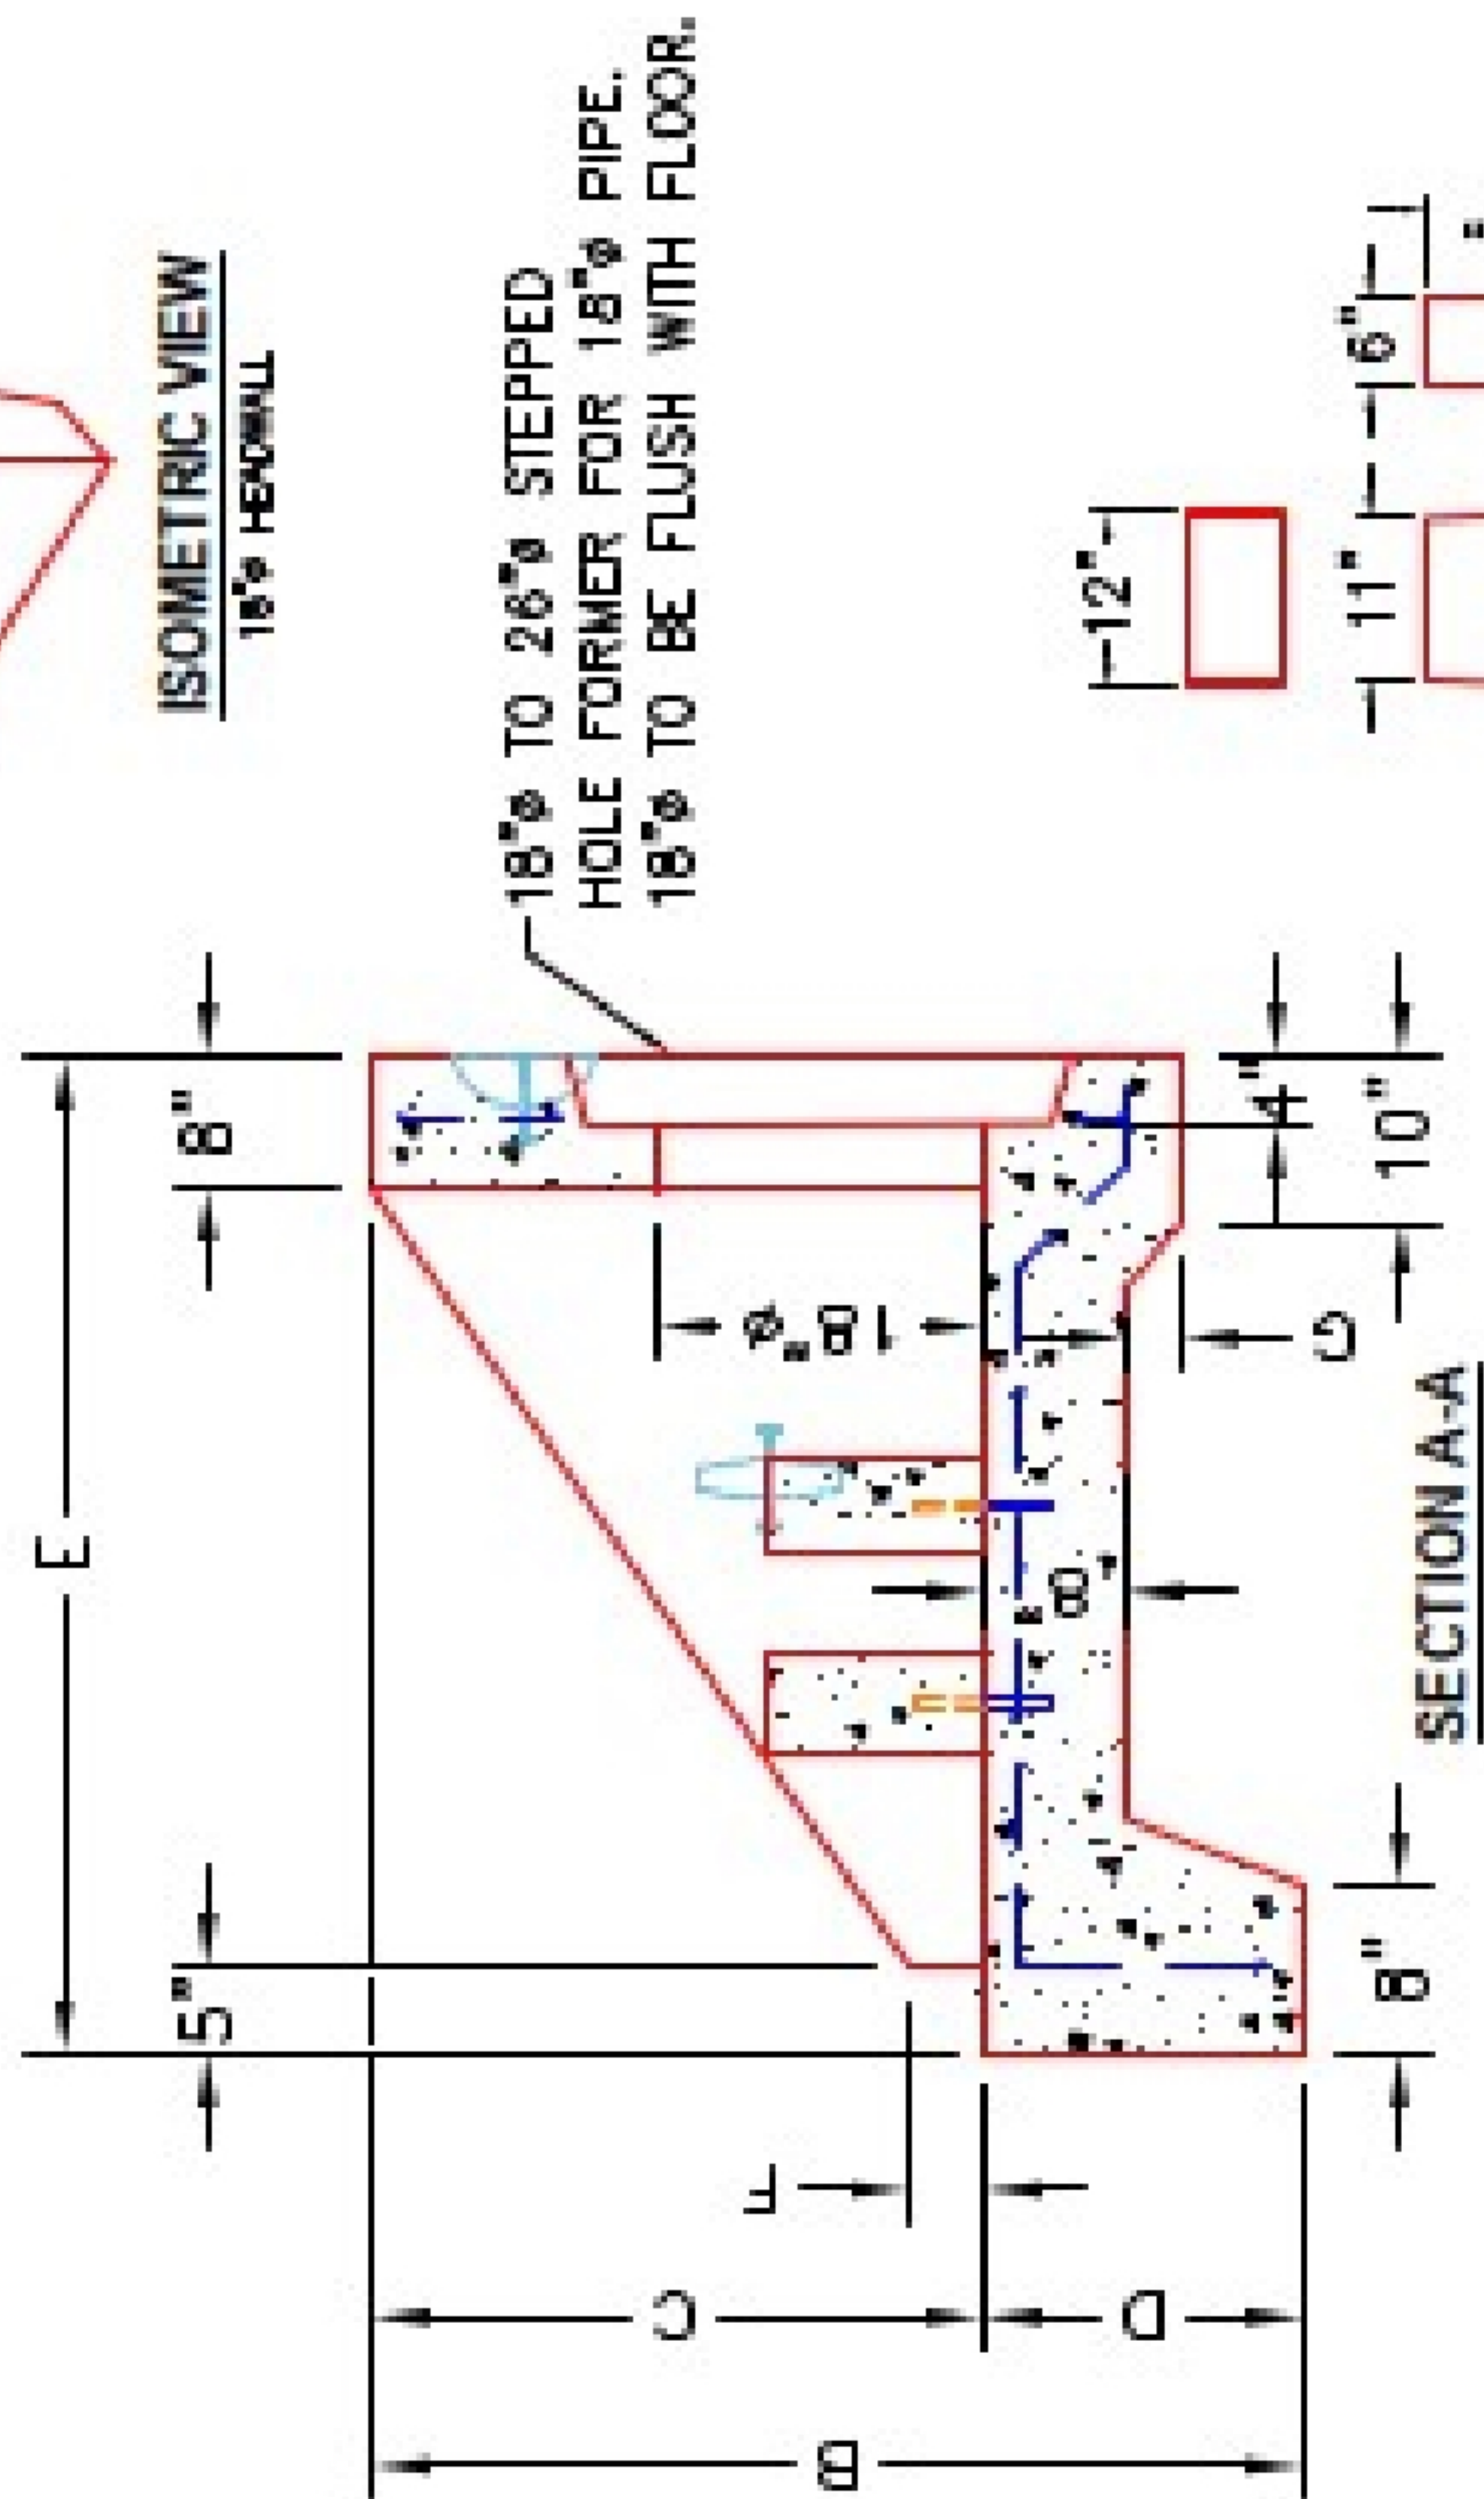 ISOMETRIC VIEW
18"ø HEADWALL
18"ø TO 26"ø STEPPED
HOLE FORMER FOR 18"ø PIPE.
18"ø TO BE FLUSH WITH FLOOR.
E
5"
8"
18"ø
8"
4"
10"
G
8"
F
C
D
B
12"
11"
6"
"
SECTION A-A